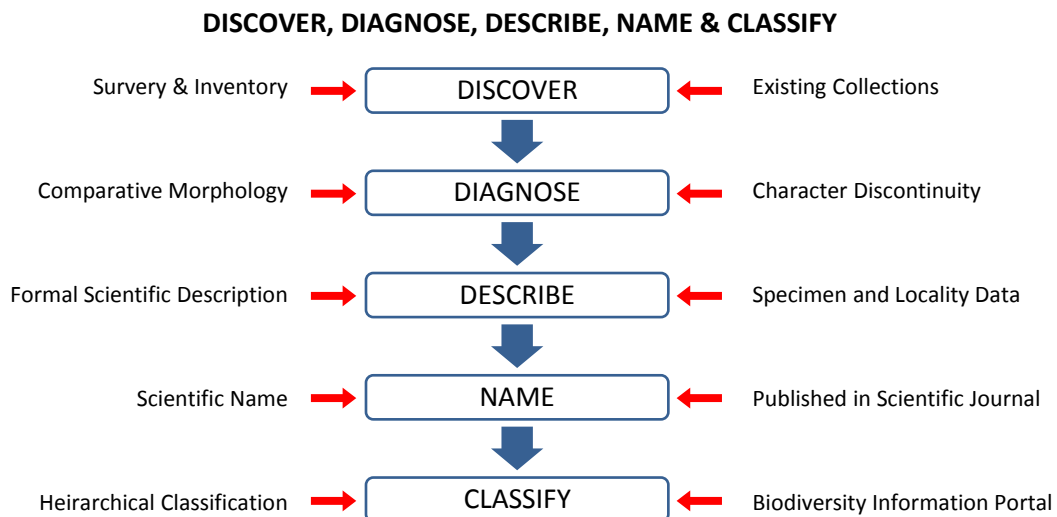 DISCOVER, DIAGNOSE, DESCRIBE, NAME & CLASSIFY
Survery & Inventory
DISCOVER
Existing Collections
Comparative Morphology
DIAGNOSE
Character Discontinuity
Formal Scientific Description
DESCRIBE
Specimen and Locality Data
Scientific Name
NAME
Published in Scientific Journal
Heirarchical Classification
CLASSIFY
Biodiversity Information Portal